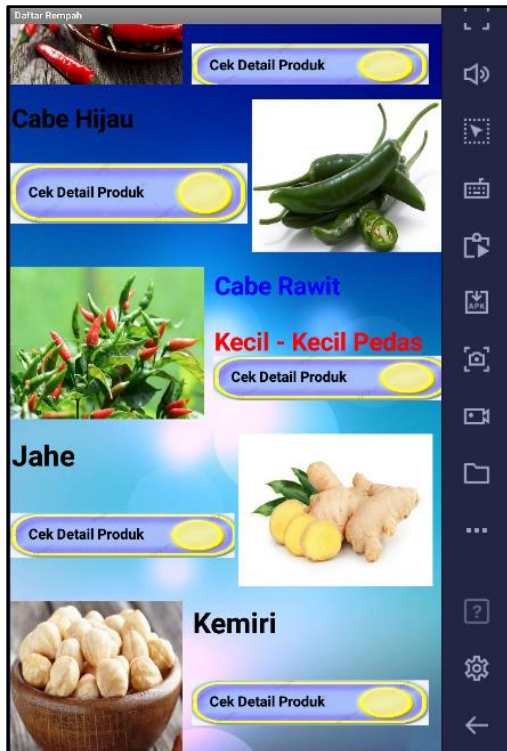 Daftar Rempah
Cek Detail Produk
Cabe Hijau
Cek Detail Produk
Cabe Rawit
Kecil - Kecil Pedas
Cek Detail Produk
Jahe
Cek Detail Produk
Kemiri
Cek Detail Produk
APK
?